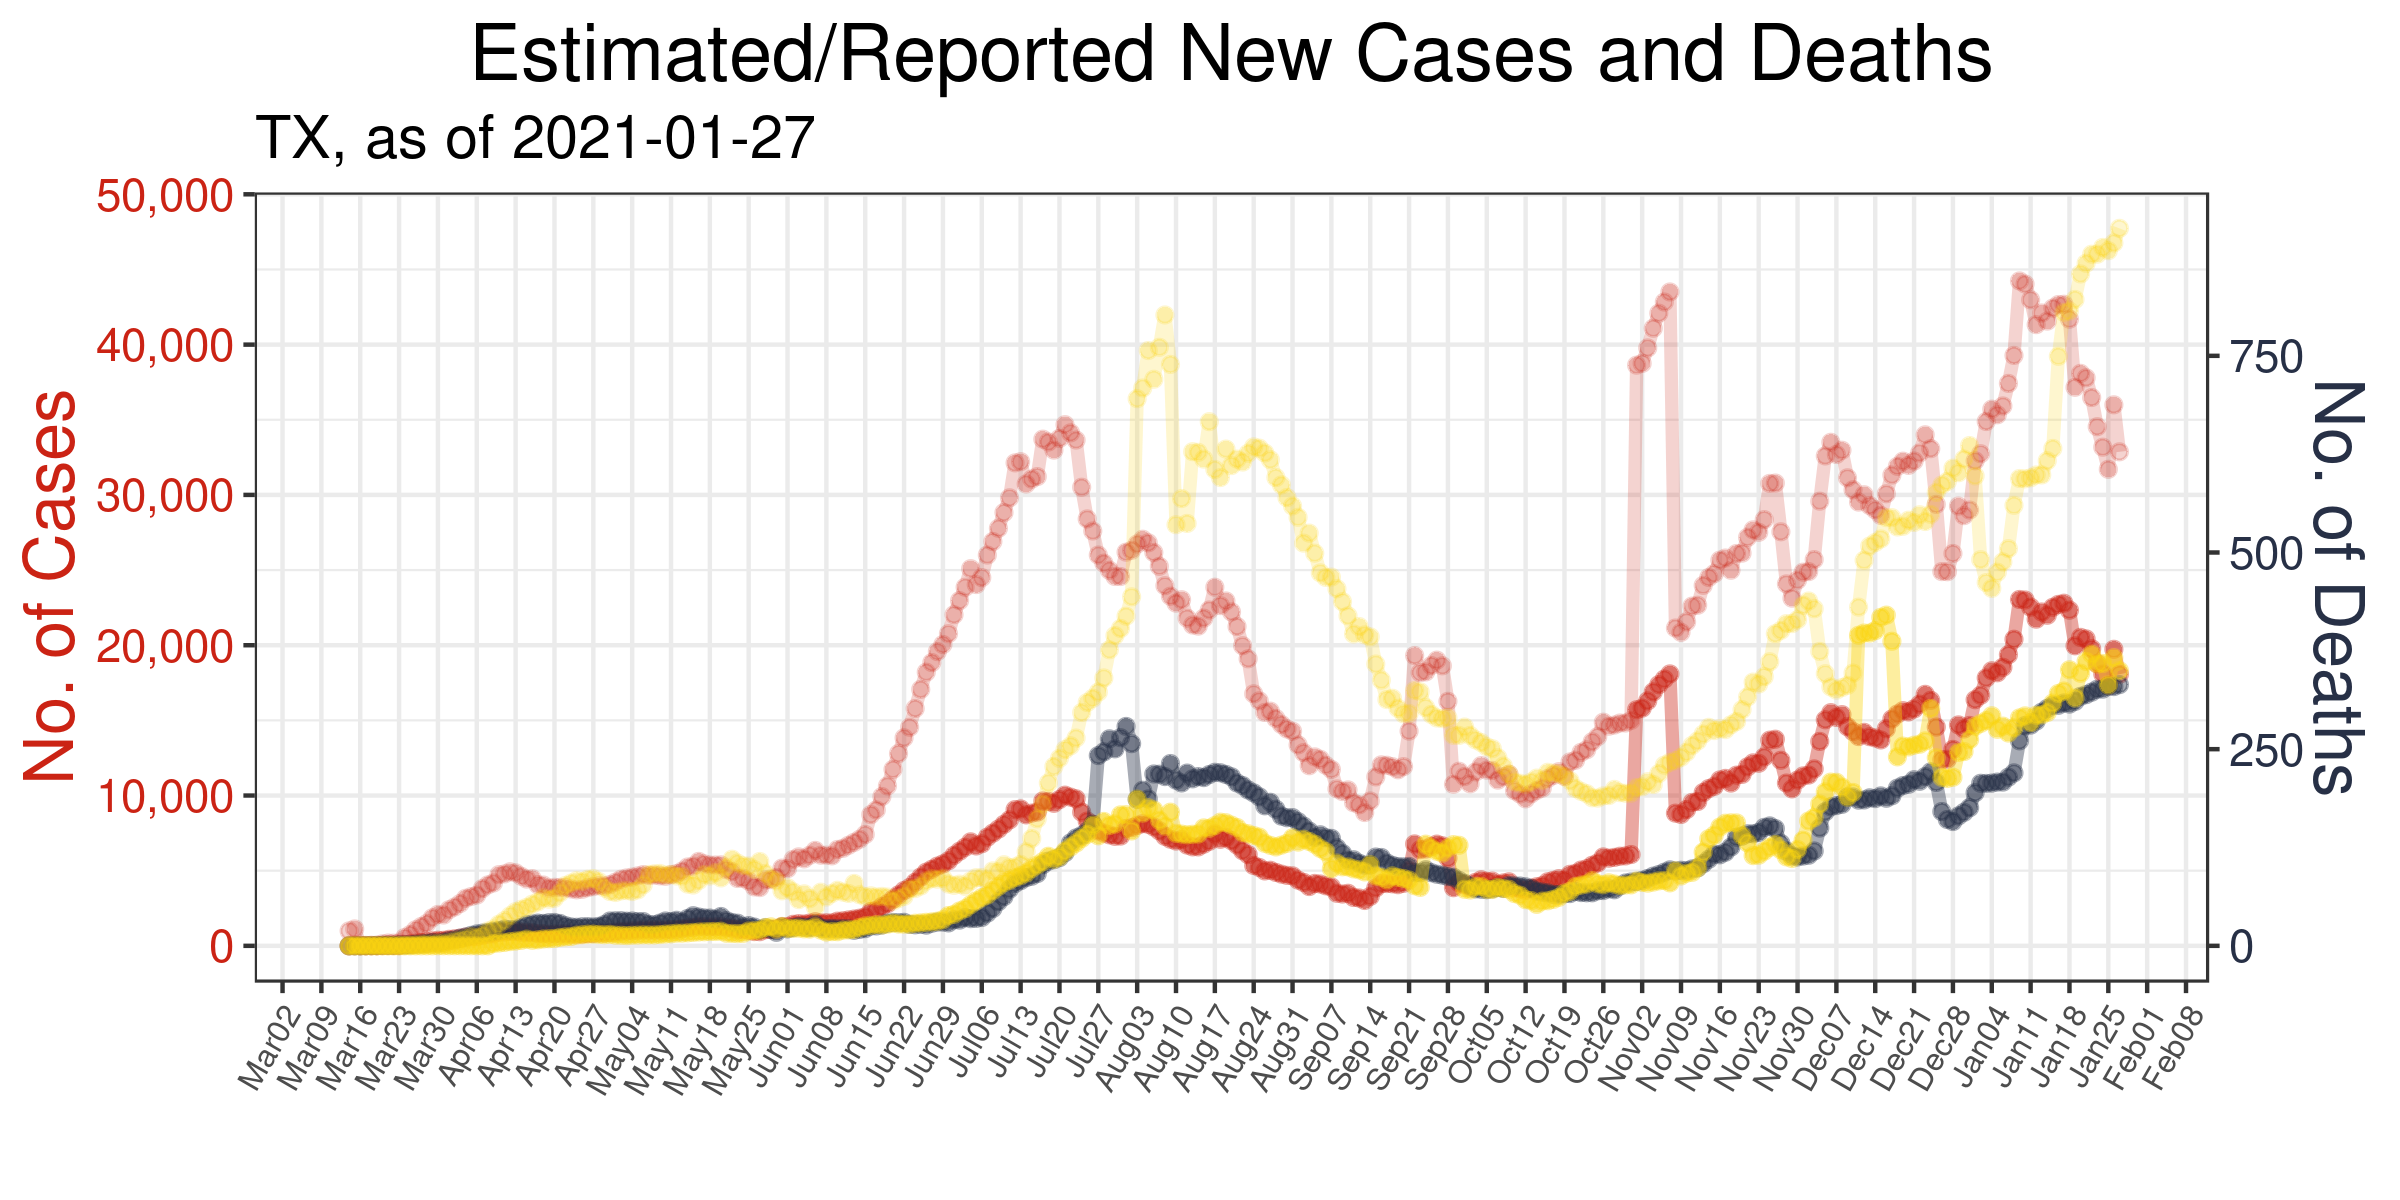 Estimated/Reported New Cases and Deaths
TX, as of 2021-01-27
No. of Cases
50,000
40,000
30,000
20,000
10,000
0
750
500
250
0
No. of Deaths
Mar02
Mar09
Mar16
Mar23
Mar30
Apr06
Apr13
Apr20
Apr27
May04
May11
May18
May25
Jun01
Jun08
Jun15
Jun22
Jun29
Jul06
Jul13
Jul20
Jul27
Aug03
Aug10
Aug17
Aug24
Aug31
Sep07
Sep14
Sep21
Sep28
Oct05
Oct12
Oct19
Oct26
Nov02
Nov09
Nov16
Nov23
Nov30
Dec07
Dec14
Dec21
Dec28
Jan04
Jan11
Jan18
Jan25
Feb01
Feb08